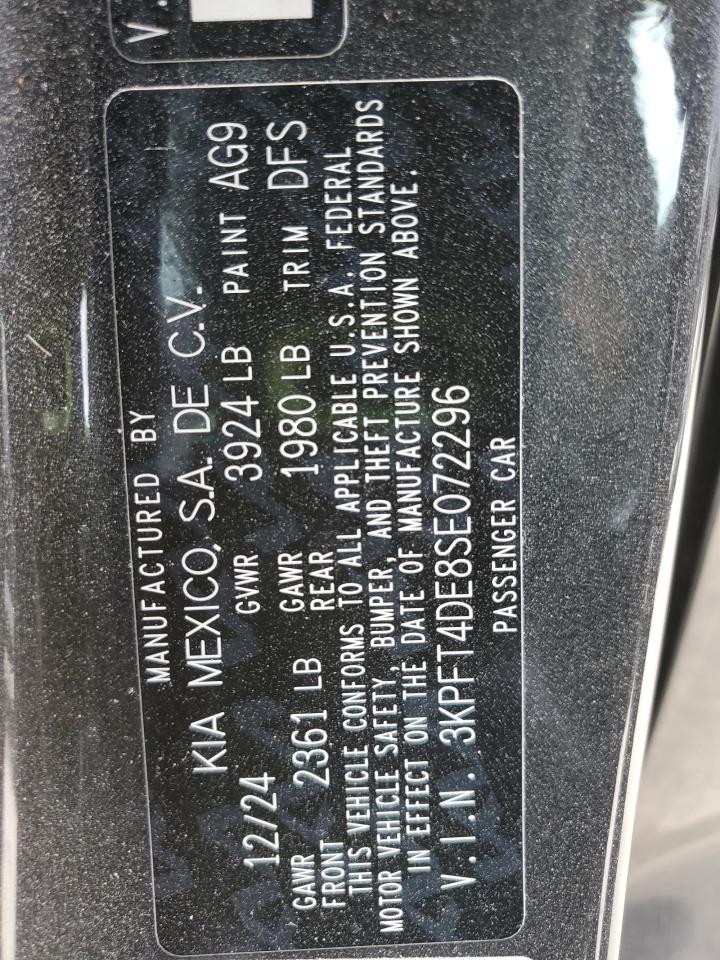 V.
MANUFACTURED BY
KIA MEXICO, S.A. DE C.V.
12/24 GVWR 3924 LB PAINT AG9
GAWR FRONT 2361 LB GAWR REAR 1980 LB TRIM DFS
THIS VEHICLE CONFORMS TO ALL APPLICABLE U.S.A. FEDERAL
MOTOR VEHICLE SAFETY, BUMPER, AND THEFT PREVENTION STANDARDS
IN EFFECT ON THE DATE OF MANUFACTURE SHOWN ABOVE.
V.I.N. 3KPFT4DE8SE072296
PASSENGER CAR